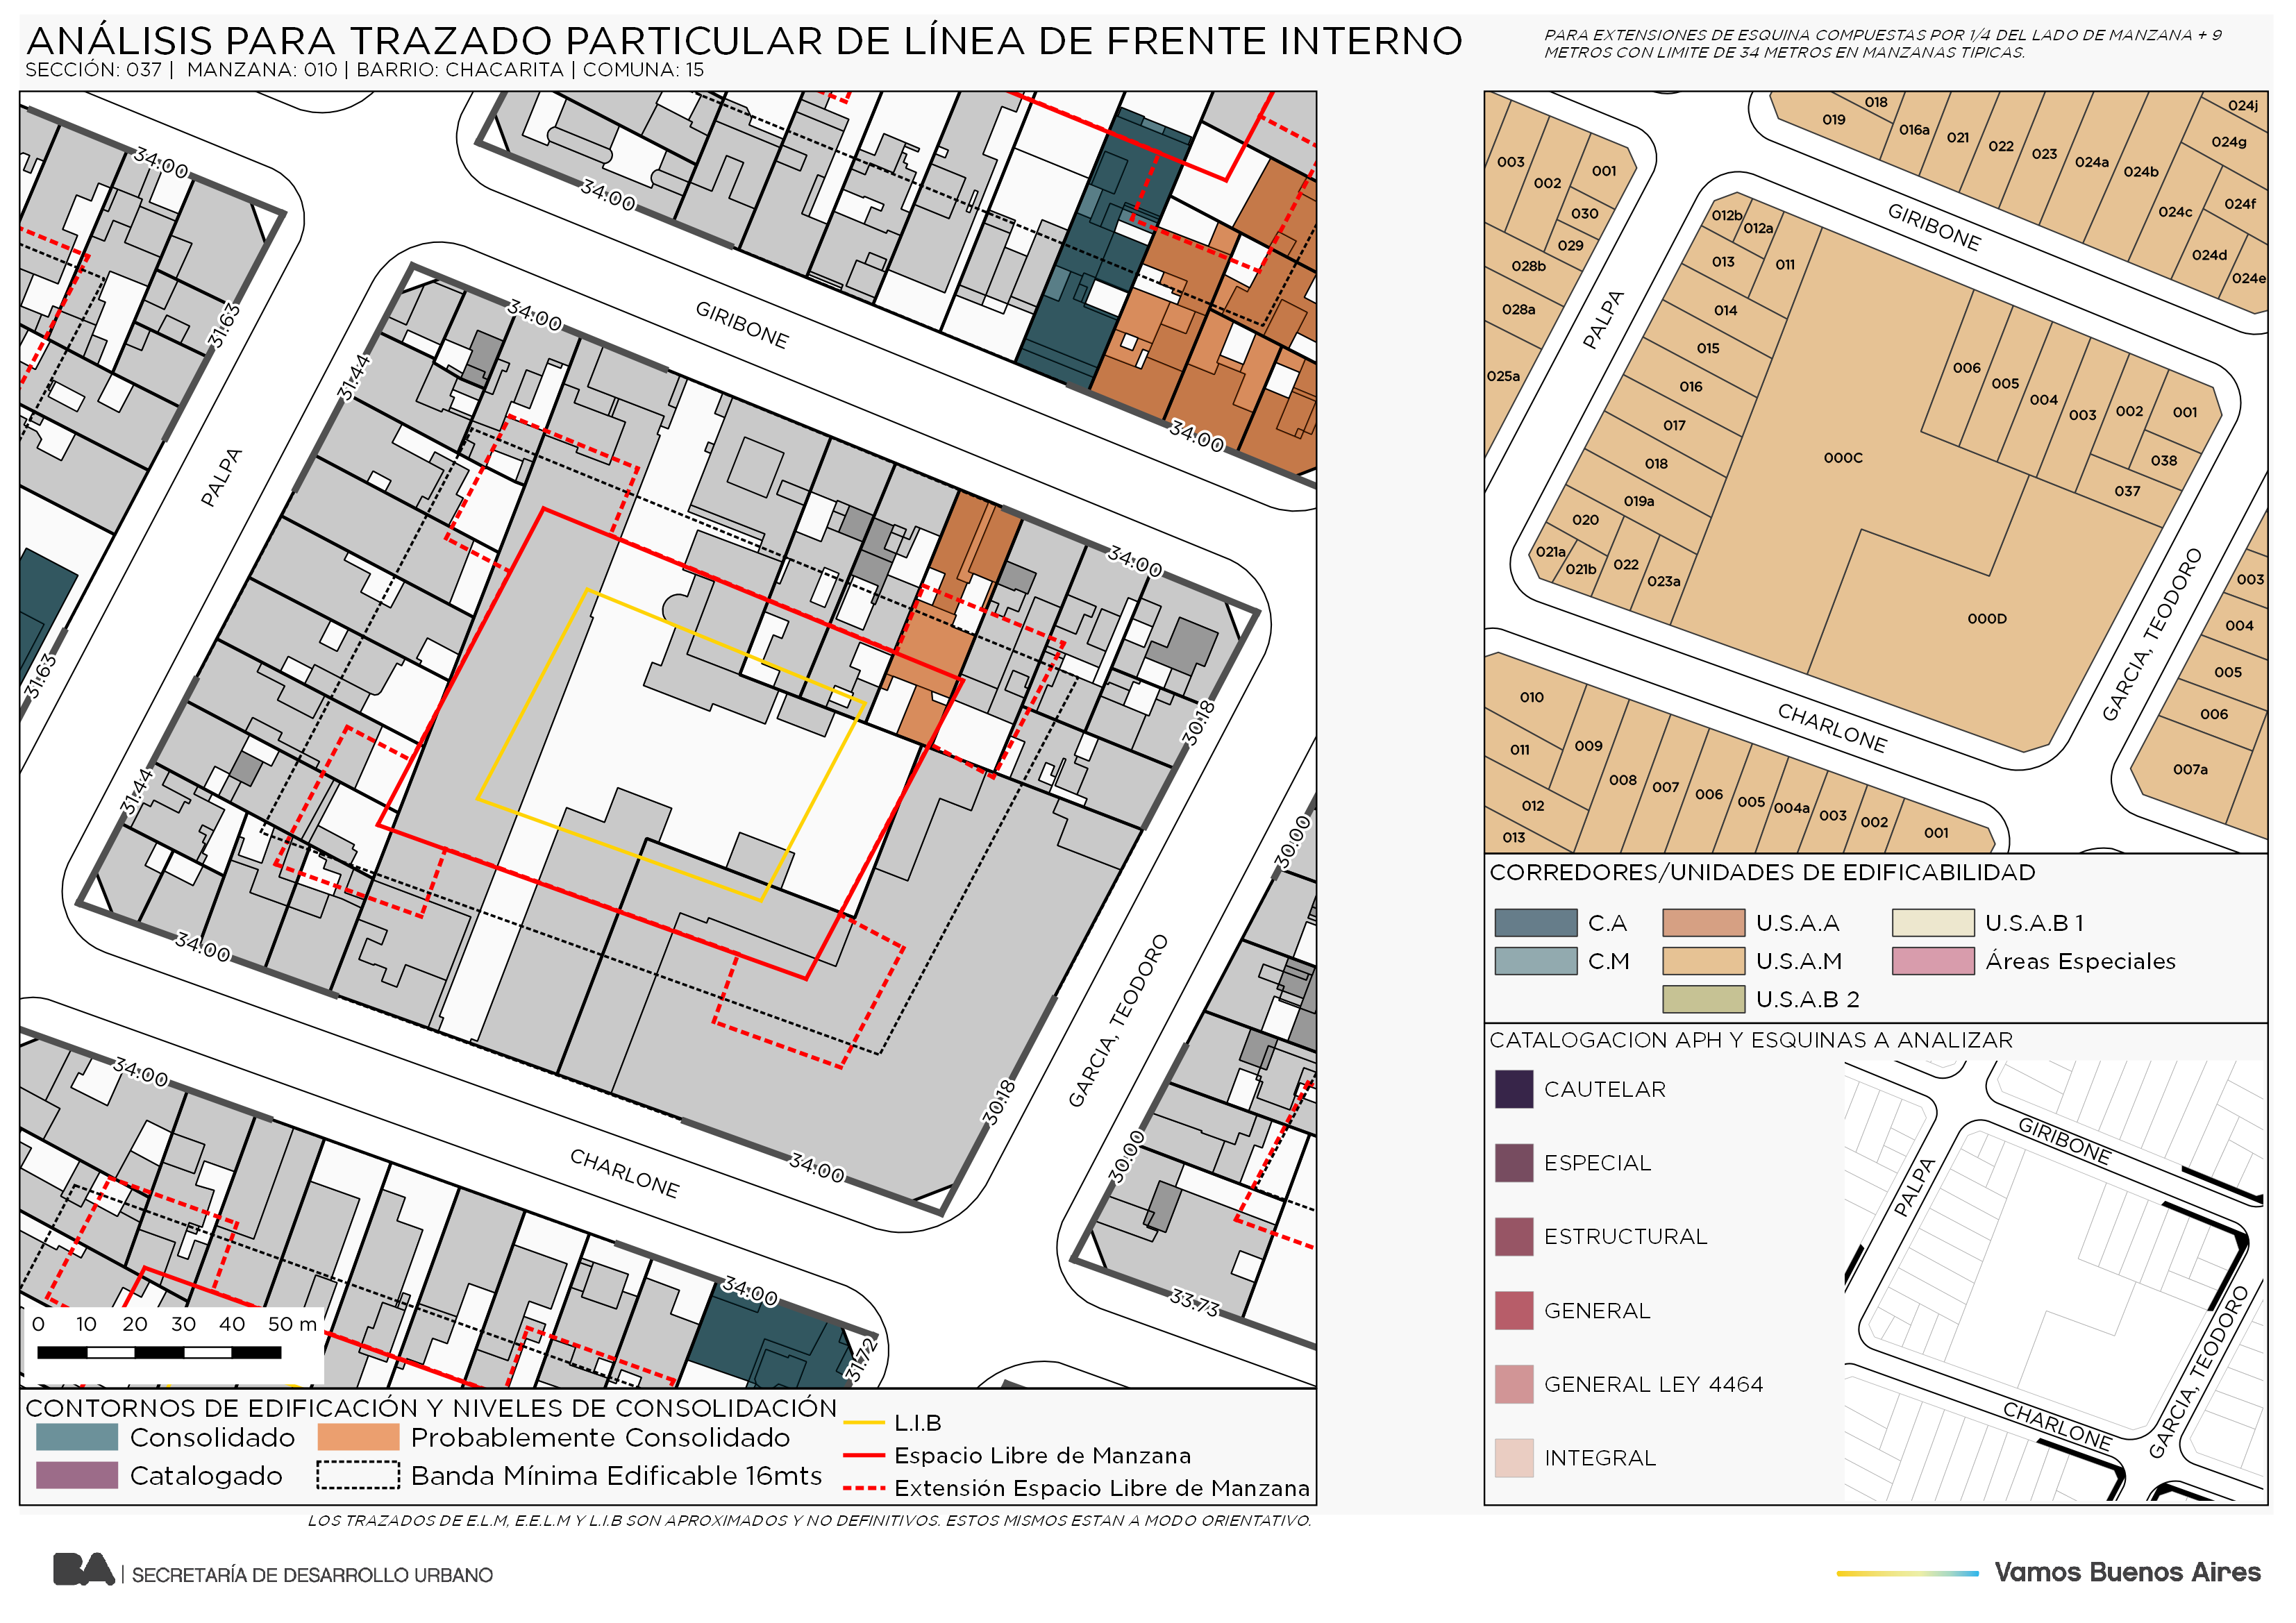 ANÁLISIS PARA TRAZADO PARTICULAR DE LÍNEA DE FRENTE INTERNO
SECCIÓN: 037 | MANZANA: 010 | BARRIO: CHACARITA | COMUNA: 15
PARA EXTENSIONES DE ESQUINA COMPUESTAS POR 1/4 DEL LADO DE MANZANA + 9
METROS CON LIMITE DE 34 METROS EN MANZANAS TIPICAS.
34.00
34.00
31.63
34.00
GIRIBONE
31.44
PALPA
34.00
34.00
31.63
30.18
31.44
30.00
34.00
GARCIA, TEODORO
34.00
30.18
34.00
CHARLONE
30.00
34.00
33.73
31.72
0 10 20 30 40 50 m
CONTORNOS DE EDIFICACIÓN Y NIVELES DE CONSOLIDACIÓN
Consolidado
Probablemente Consolidado
Catalogado
Banda Mínima Edificable 16mts
L.I.B
Espacio Libre de Manzana
Extensión Espacio Libre de Manzana
LOS TRAZADOS DE E.L.M, E.E.L.M Y L.I.B SON APROXIMADOS Y NO DEFINITIVOS. ESTOS MISMOS ESTAN A MODO ORIENTATIVO.
018
019
016a
021
022
023
024a
024b
024c
024d
024e
024f
024g
024j
003
002
001
030
029
028b
028a
025a
PALPA
GIRIBONE
012b
012a
011
013
014
015
016
017
018
019a
020
021a
021b
022
023a
000C
000D
006
005
004
003
002
001
038
037
GARCIA, TEODORO
CHARLONE
003
004
005
006
007a
010
011
012
013
009
008
007
006
005
004a
003
002
001
CORREDORES/UNIDADES DE EDIFICABILIDAD
C.A
U.S.A.A
U.S.A.B 1
C.M
U.S.A.M
Áreas Especiales
U.S.A.B 2
CATALOGACION APH Y ESQUINAS A ANALIZAR
CAUTELAR
ESPECIAL
ESTRUCTURAL
GENERAL
GENERAL LEY 4464
INTEGRAL
GIRIBONE
PALPA
GARCIA, TEODORO
CHARLONE
BA | SECRETARÍA DE DESARROLLO URBANO
Vamos Buenos Aires